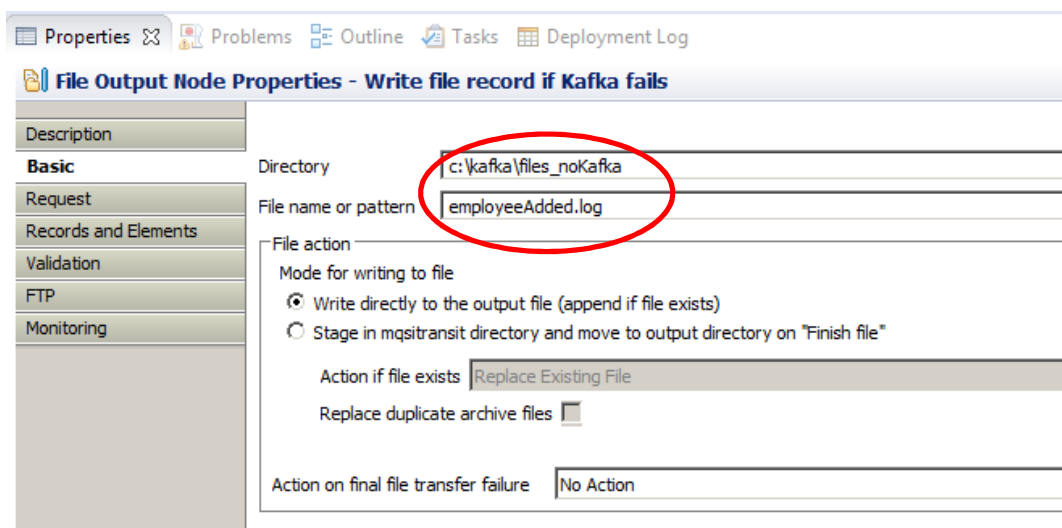 Properties Problems Outline Tasks Deployment Log
File Output Node Properties - Write file record if Kafka fails
Description
Basic
Request
Records and Elements
Validation
FTP
Monitoring
Directory c:\kafka\files_noKafka
File name or pattern employeeAdded.log
File action
Mode for writing to file
Write directly to the output file (append if file exists)
Stage in mqsitransit directory and move to output directory on "Finish file"
Action if file exists Replace Existing File
Replace duplicate archive files
Action on final file transfer failure No Action